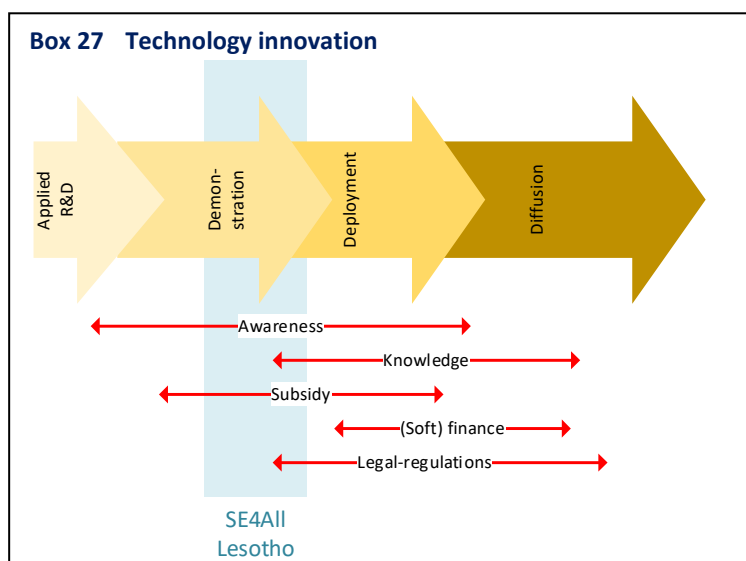 Box 27 Technology innovation
Applied
R&D
Demon-
stration
Deployment
Diffusion
Awareness
Knowledge
Subsidy
(Soft) finance
Legal-regulations
SE4All
Lesotho